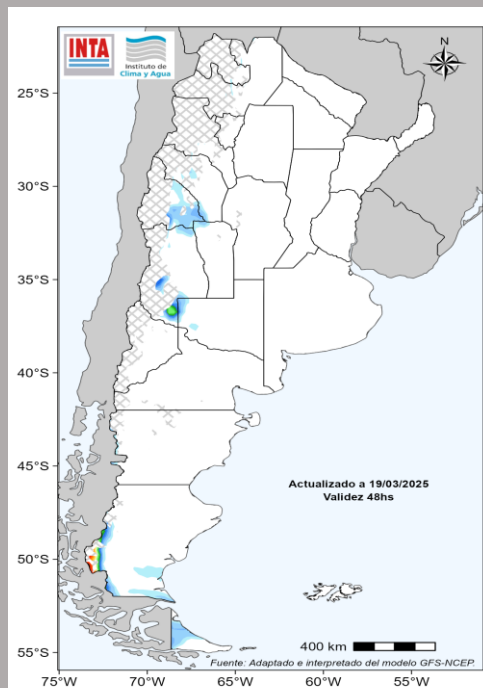 INTA
Instituto de
Clima y Agua
N
25°S
30°S
35°S
40°S
45°S
50°S
55°S
Actualizado a 19/03/2025
Validez 48hs
400 km
Fuente: Adaptado e interpretado del modelo GFS-NCEP.
75°W
70°W
65°W
60°W
55°W